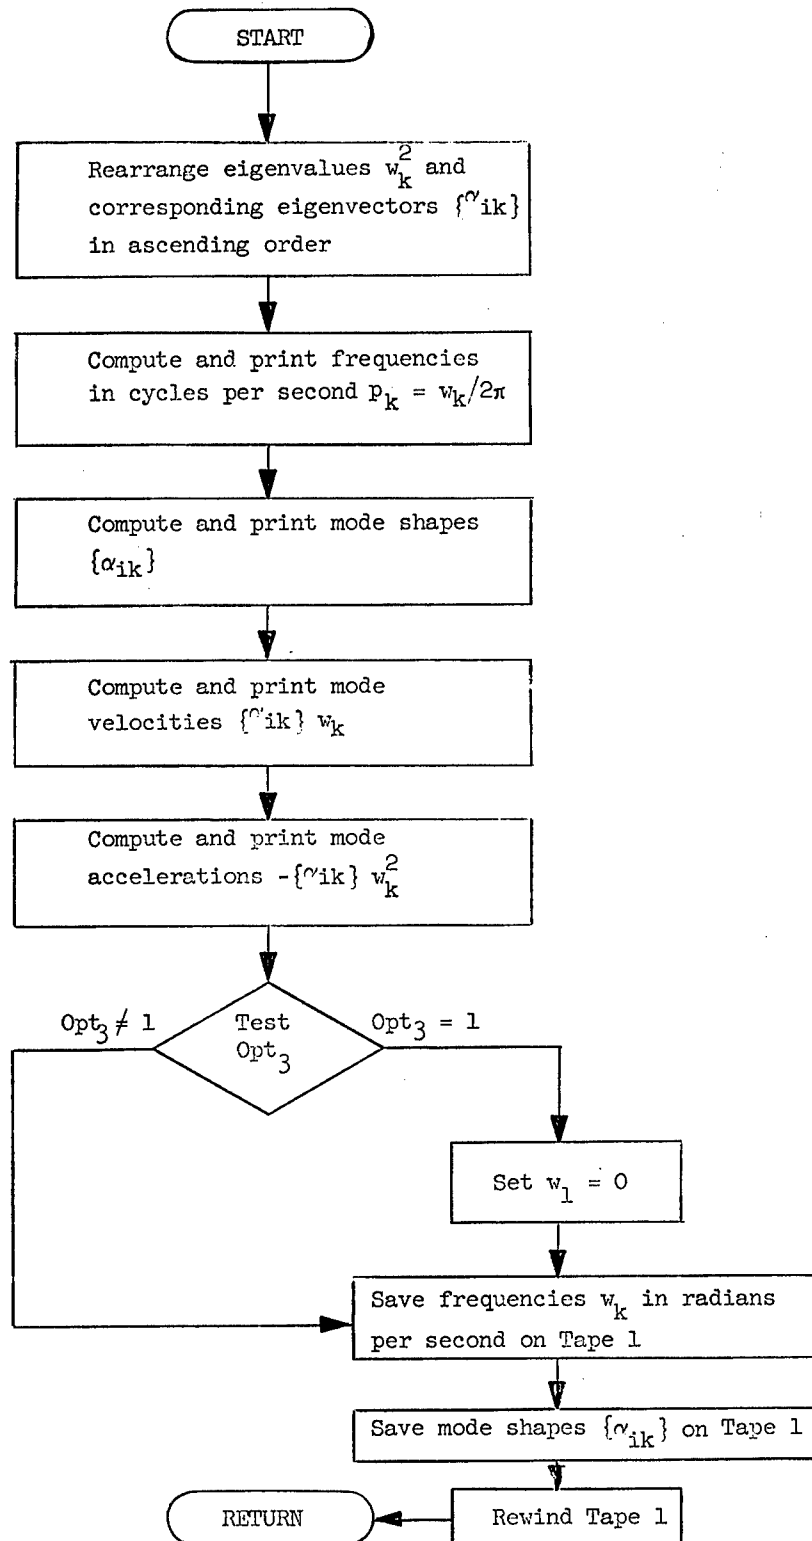 START
Rearrange eigenvalues w_k^2 and
corresponding eigenvectors {α_ik}
in ascending order
Compute and print frequencies
in cycles per second p_k = w_k/2π
Compute and print mode shapes
{α_ik}
Compute and print mode
velocities {α_ik} w_k
Compute and print mode
accelerations -{α_ik} w_k^2
Opt_3 ≠ 1
Test
Opt_3
Opt_3 = 1
Set w_1 = 0
Save frequencies w_k in radians
per second on Tape 1
Save mode shapes {α_ik} on Tape 1
Rewind Tape 1
RETURN